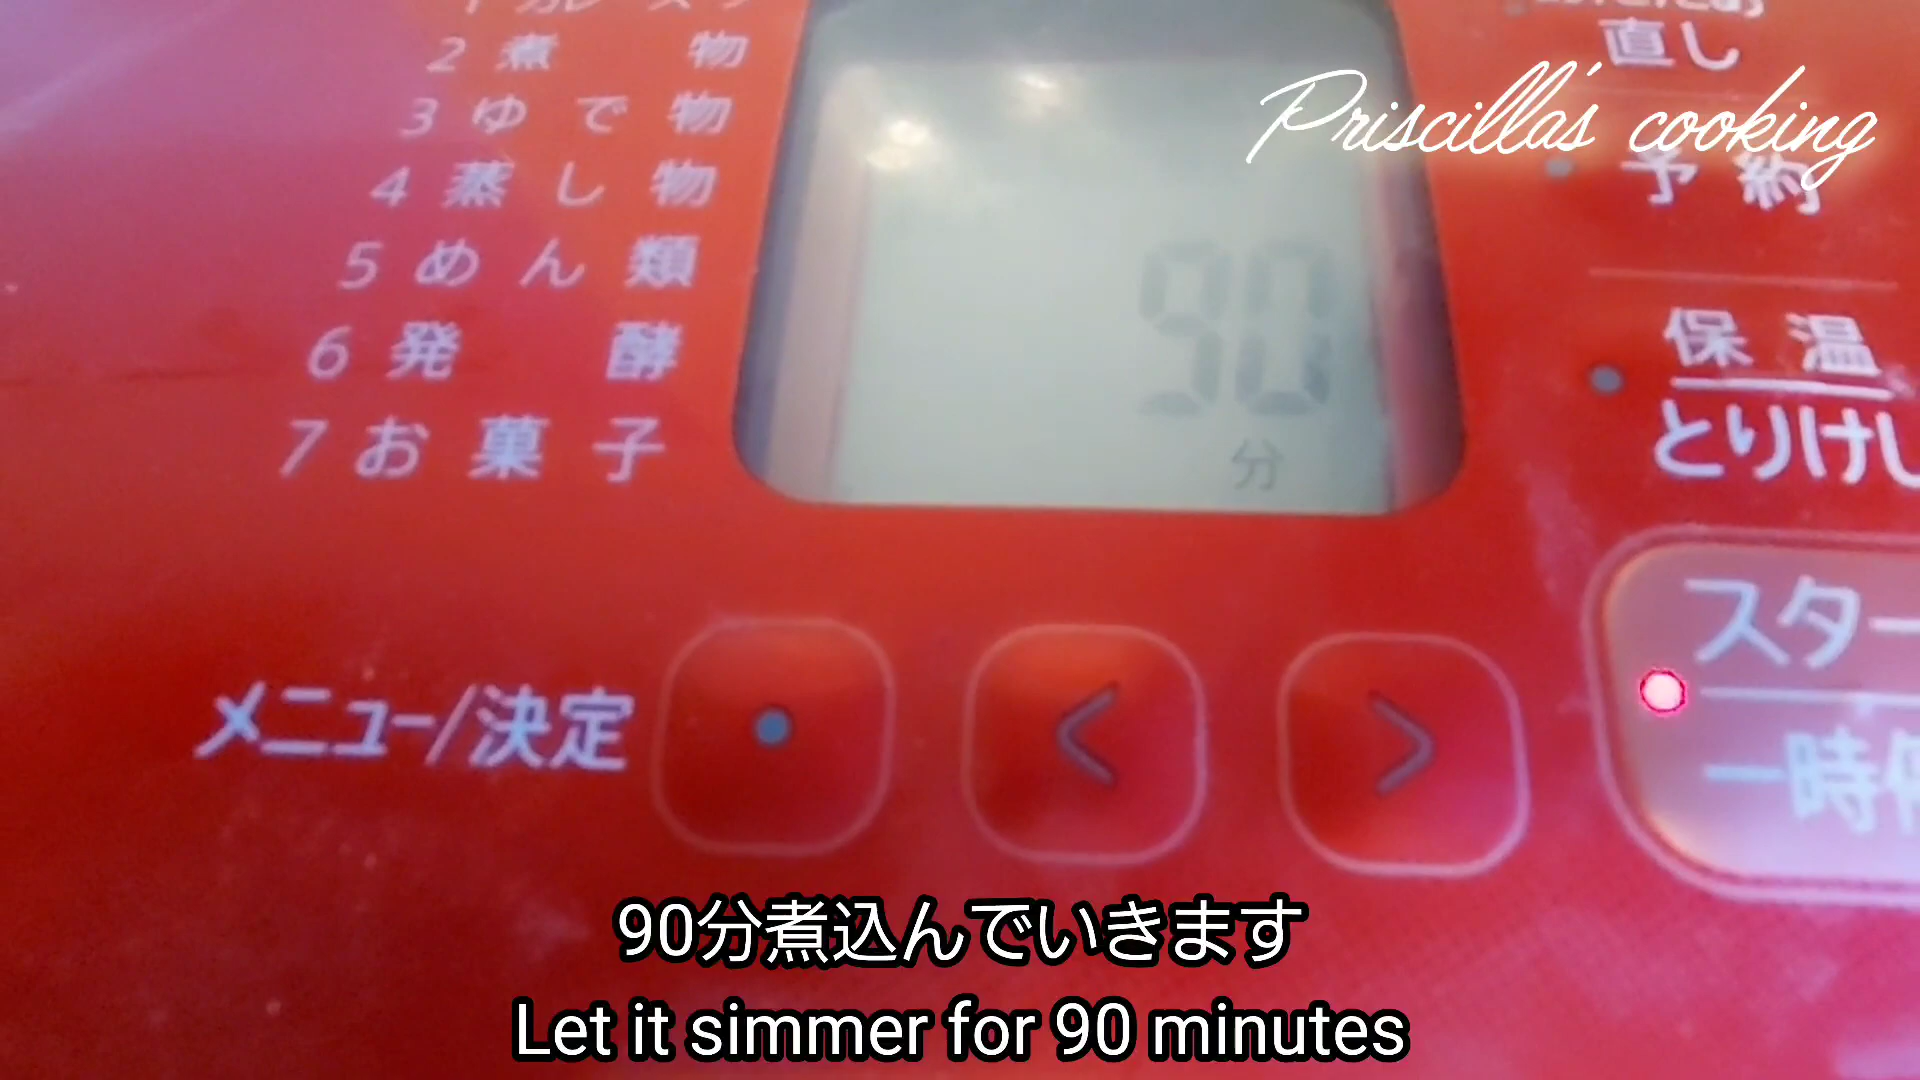 2 煮 物
3 ゆ で 物
4 蒸 し 物
5 め ん 類
6 発 酵
7 お 菓 子
90
分
直し
Priscilla's cooking
予 約
保 温
とりけし
スター
一時停
メニュー/決定
<
>
90分煮込んでいきます
Let it simmer for 90 minutes